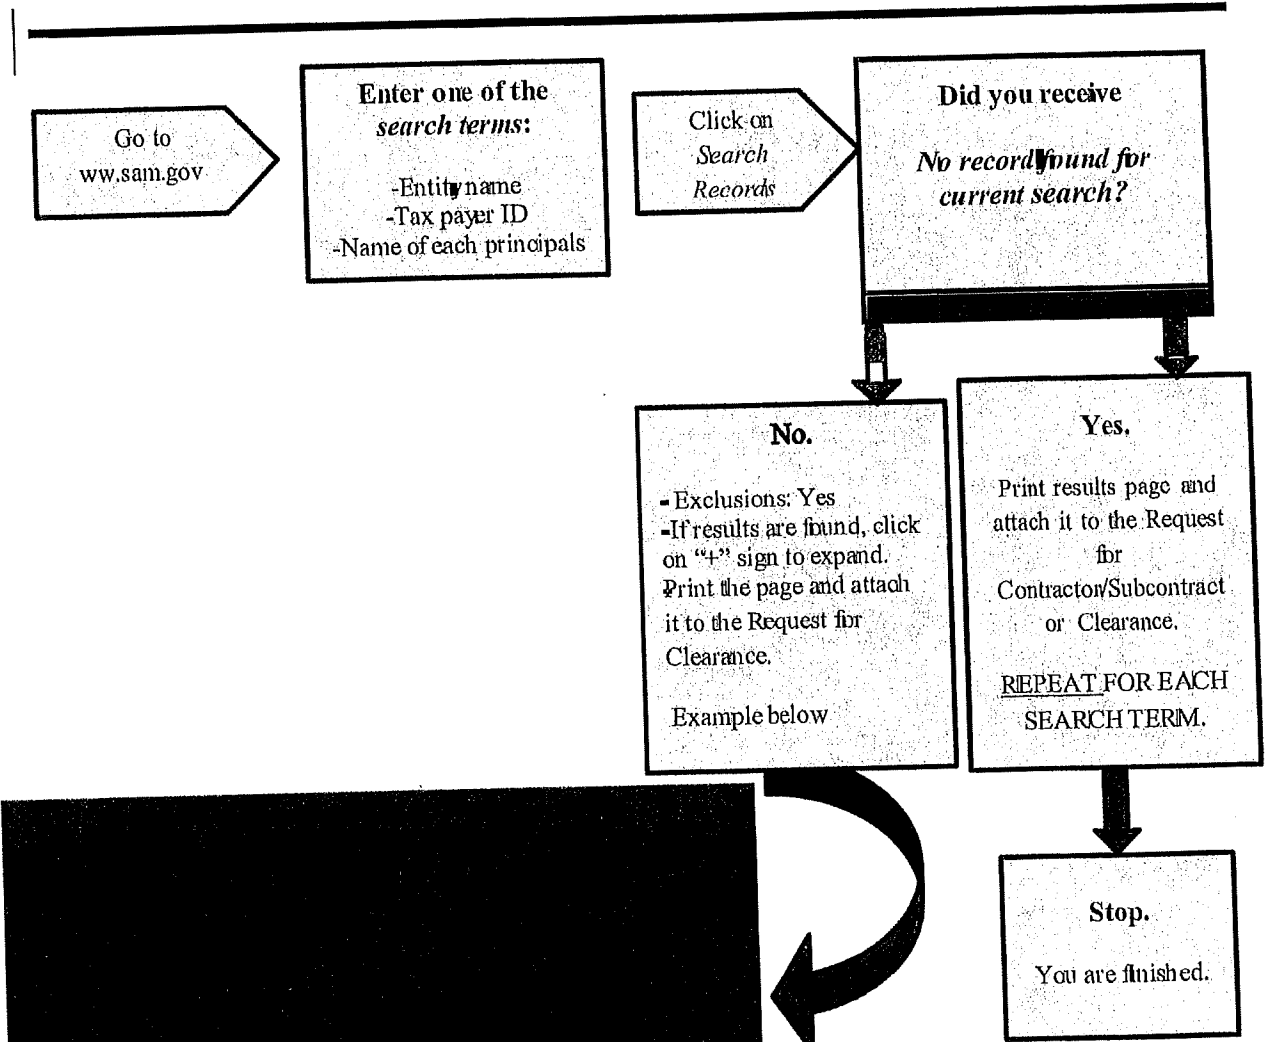 Go to
ww.sam.gov
Enter one of the
search terms:
-Entity name
-Tax payer ID
-Name of each principals
Click on
Search
Records
Did you receive
No record found for
current search?
No.
- Exclusions: Yes
-If results are found, click
on “+” sign to expand.
Print the page and attach
it to the Request for
Clearance.
Example below
Yes.
Print results page and
attach it to the Request
for
Contractor/Subcontract
or Clearance.
REPEAT FOR EACH
SEARCH TERM.
Stop.
You are finished.